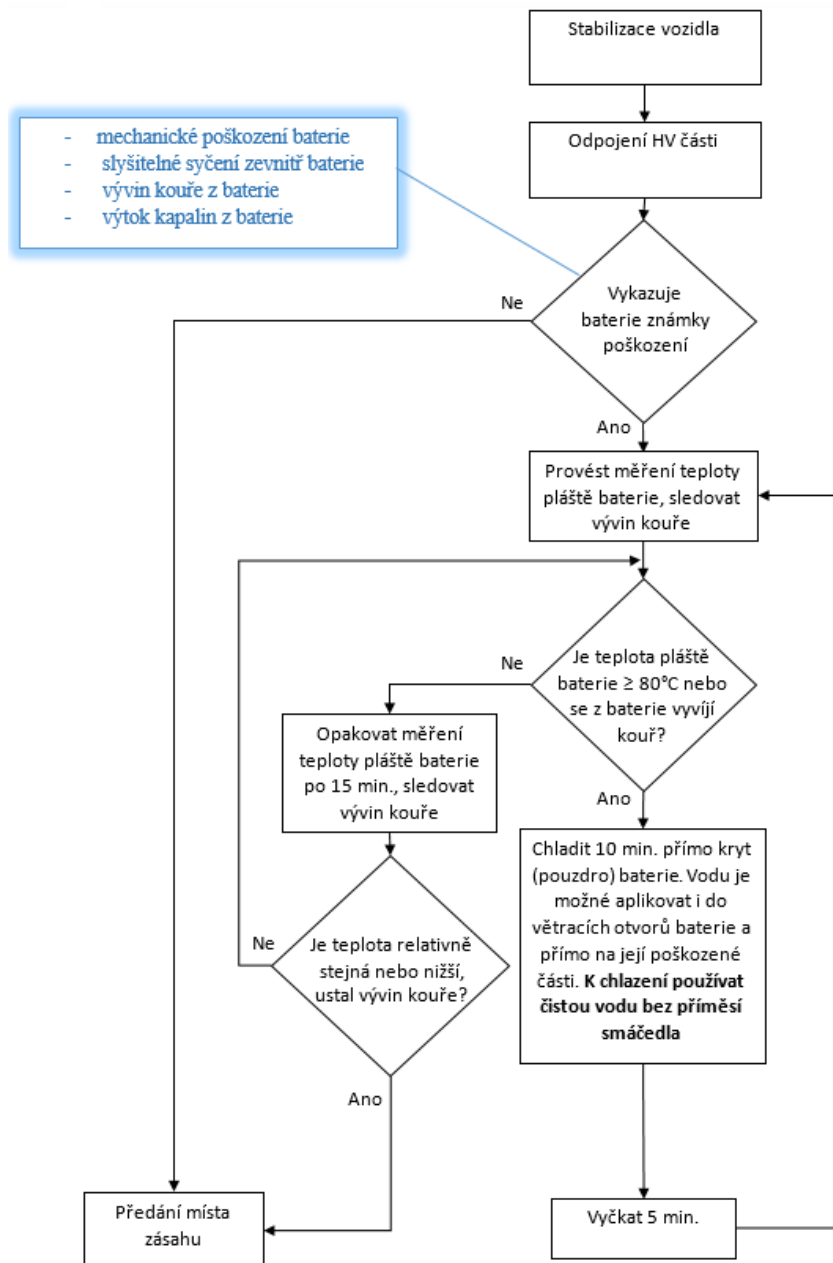 Stabilizace vozidla
- mechanické poškození baterie
- slyšitelné syčení zevnitř baterie
- vývin kouře z baterie
- výtok kapalin z baterie
Odpojení HV části
Ne
Vykazuje
baterie známky
poškození
Ano
Provést měření teploty
pláště baterie, sledovat
vývin kouře
Ne
Je teplota pláště
baterie ≥ 80°C nebo
se z baterie vyvíjí
kouř?
Opakovat měření
teploty pláště baterie
po 15 min., sledovat
vývin kouře
Ano
Chladit 10 min. přímo kryt
(pouzdro) baterie. Vodu je
možné aplikovat i do
větracích otvorů baterie a
přímo na její poškozené
části. K chlazení používat
čistou vodu bez příměsí
smáčedla
Ne
Je teplota relativně
stejná nebo nižší,
ustal vývin kouře?
Ano
Předání místa
zásahu
Vyčkat 5 min.